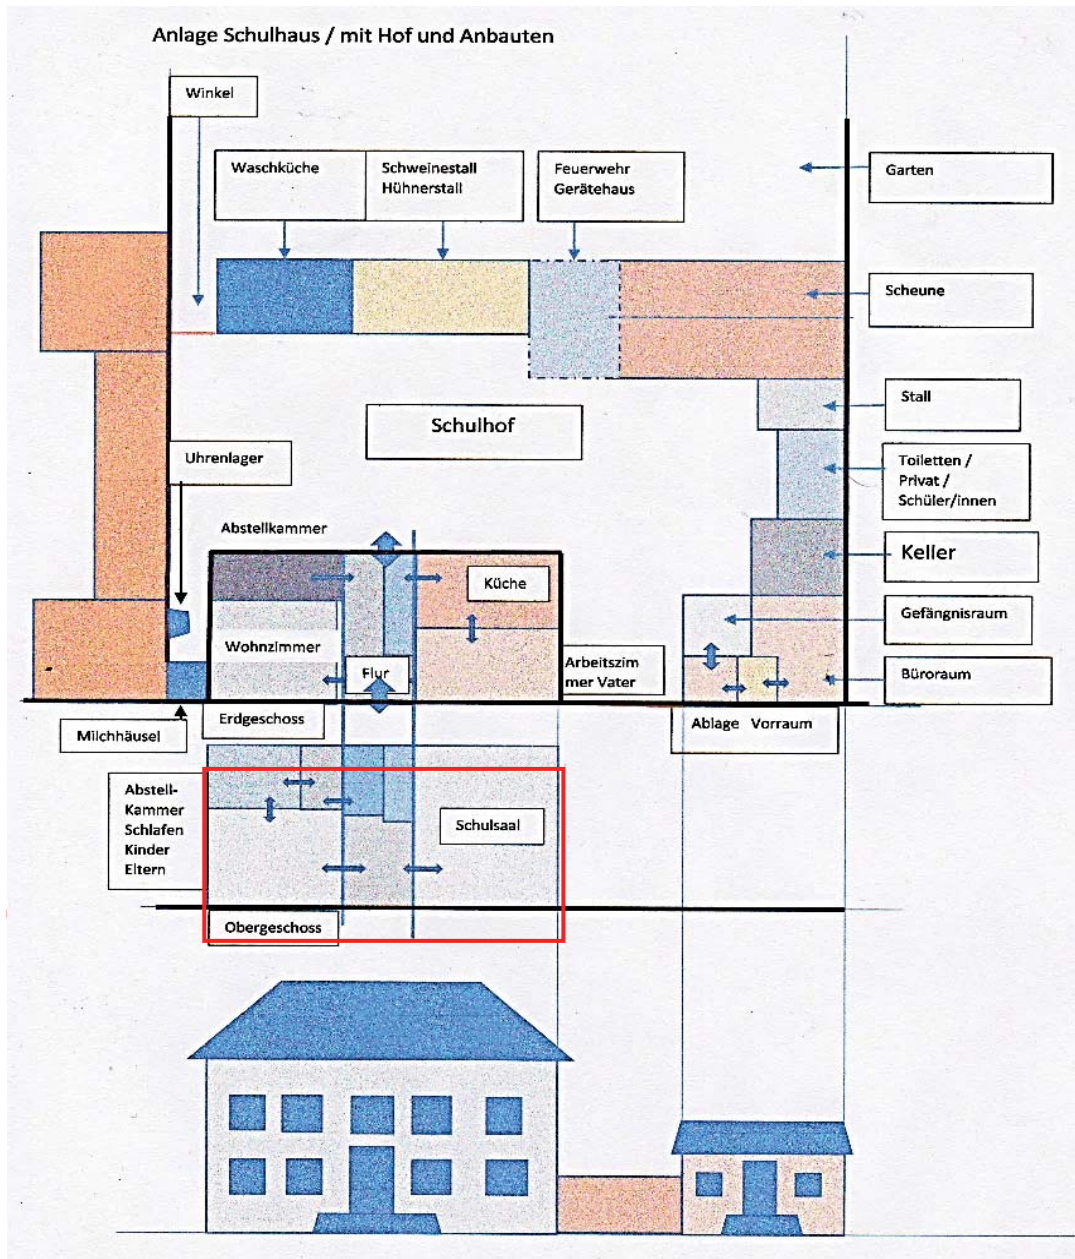 Anlage Schulhaus / mit Hof und Anbauten
Winkel
Waschküche
Schweinestall
Hühnerstall
Feuerwehr
Gerätehaus
Garten
Scheune
Stall
Schulhof
Uhrenlager
Toiletten /
Privat /
Schüler/innen
Abstellkammer
Keller
Küche
Gefängnisraum
Wohnzimmer
Flur
Arbeitszim
mer Vater
Büroraum
Erdgeschoss
Milchhäusel
Ablage Vorraum
Abstell-
Kammer
Schlafen
Kinder
Eltern
Schulsaal
Obergeschoss